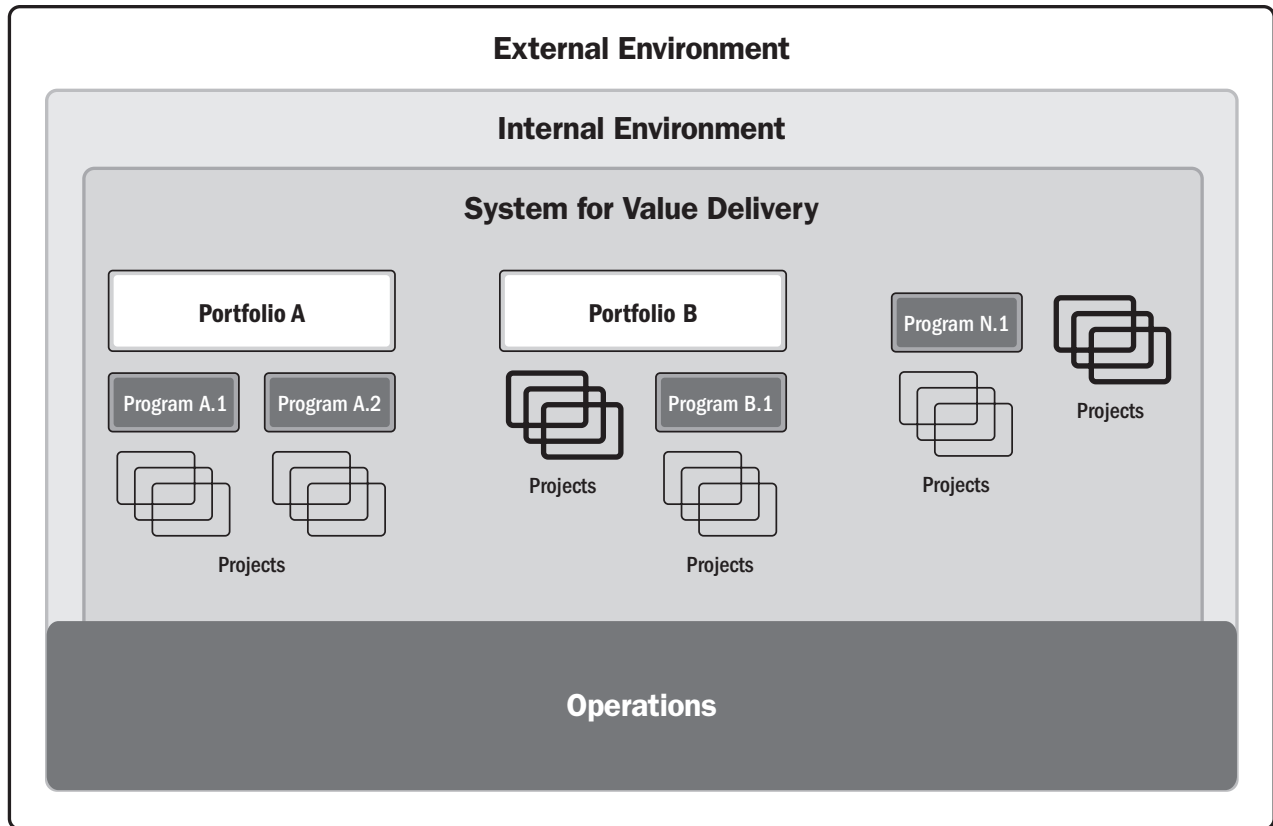 External Environment
Internal Environment
System for Value Delivery
Portfolio A
Portfolio B
Program N.1
Projects
Program A.1
Program A.2
Program B.1
Projects
Projects
Projects
Projects
Operations